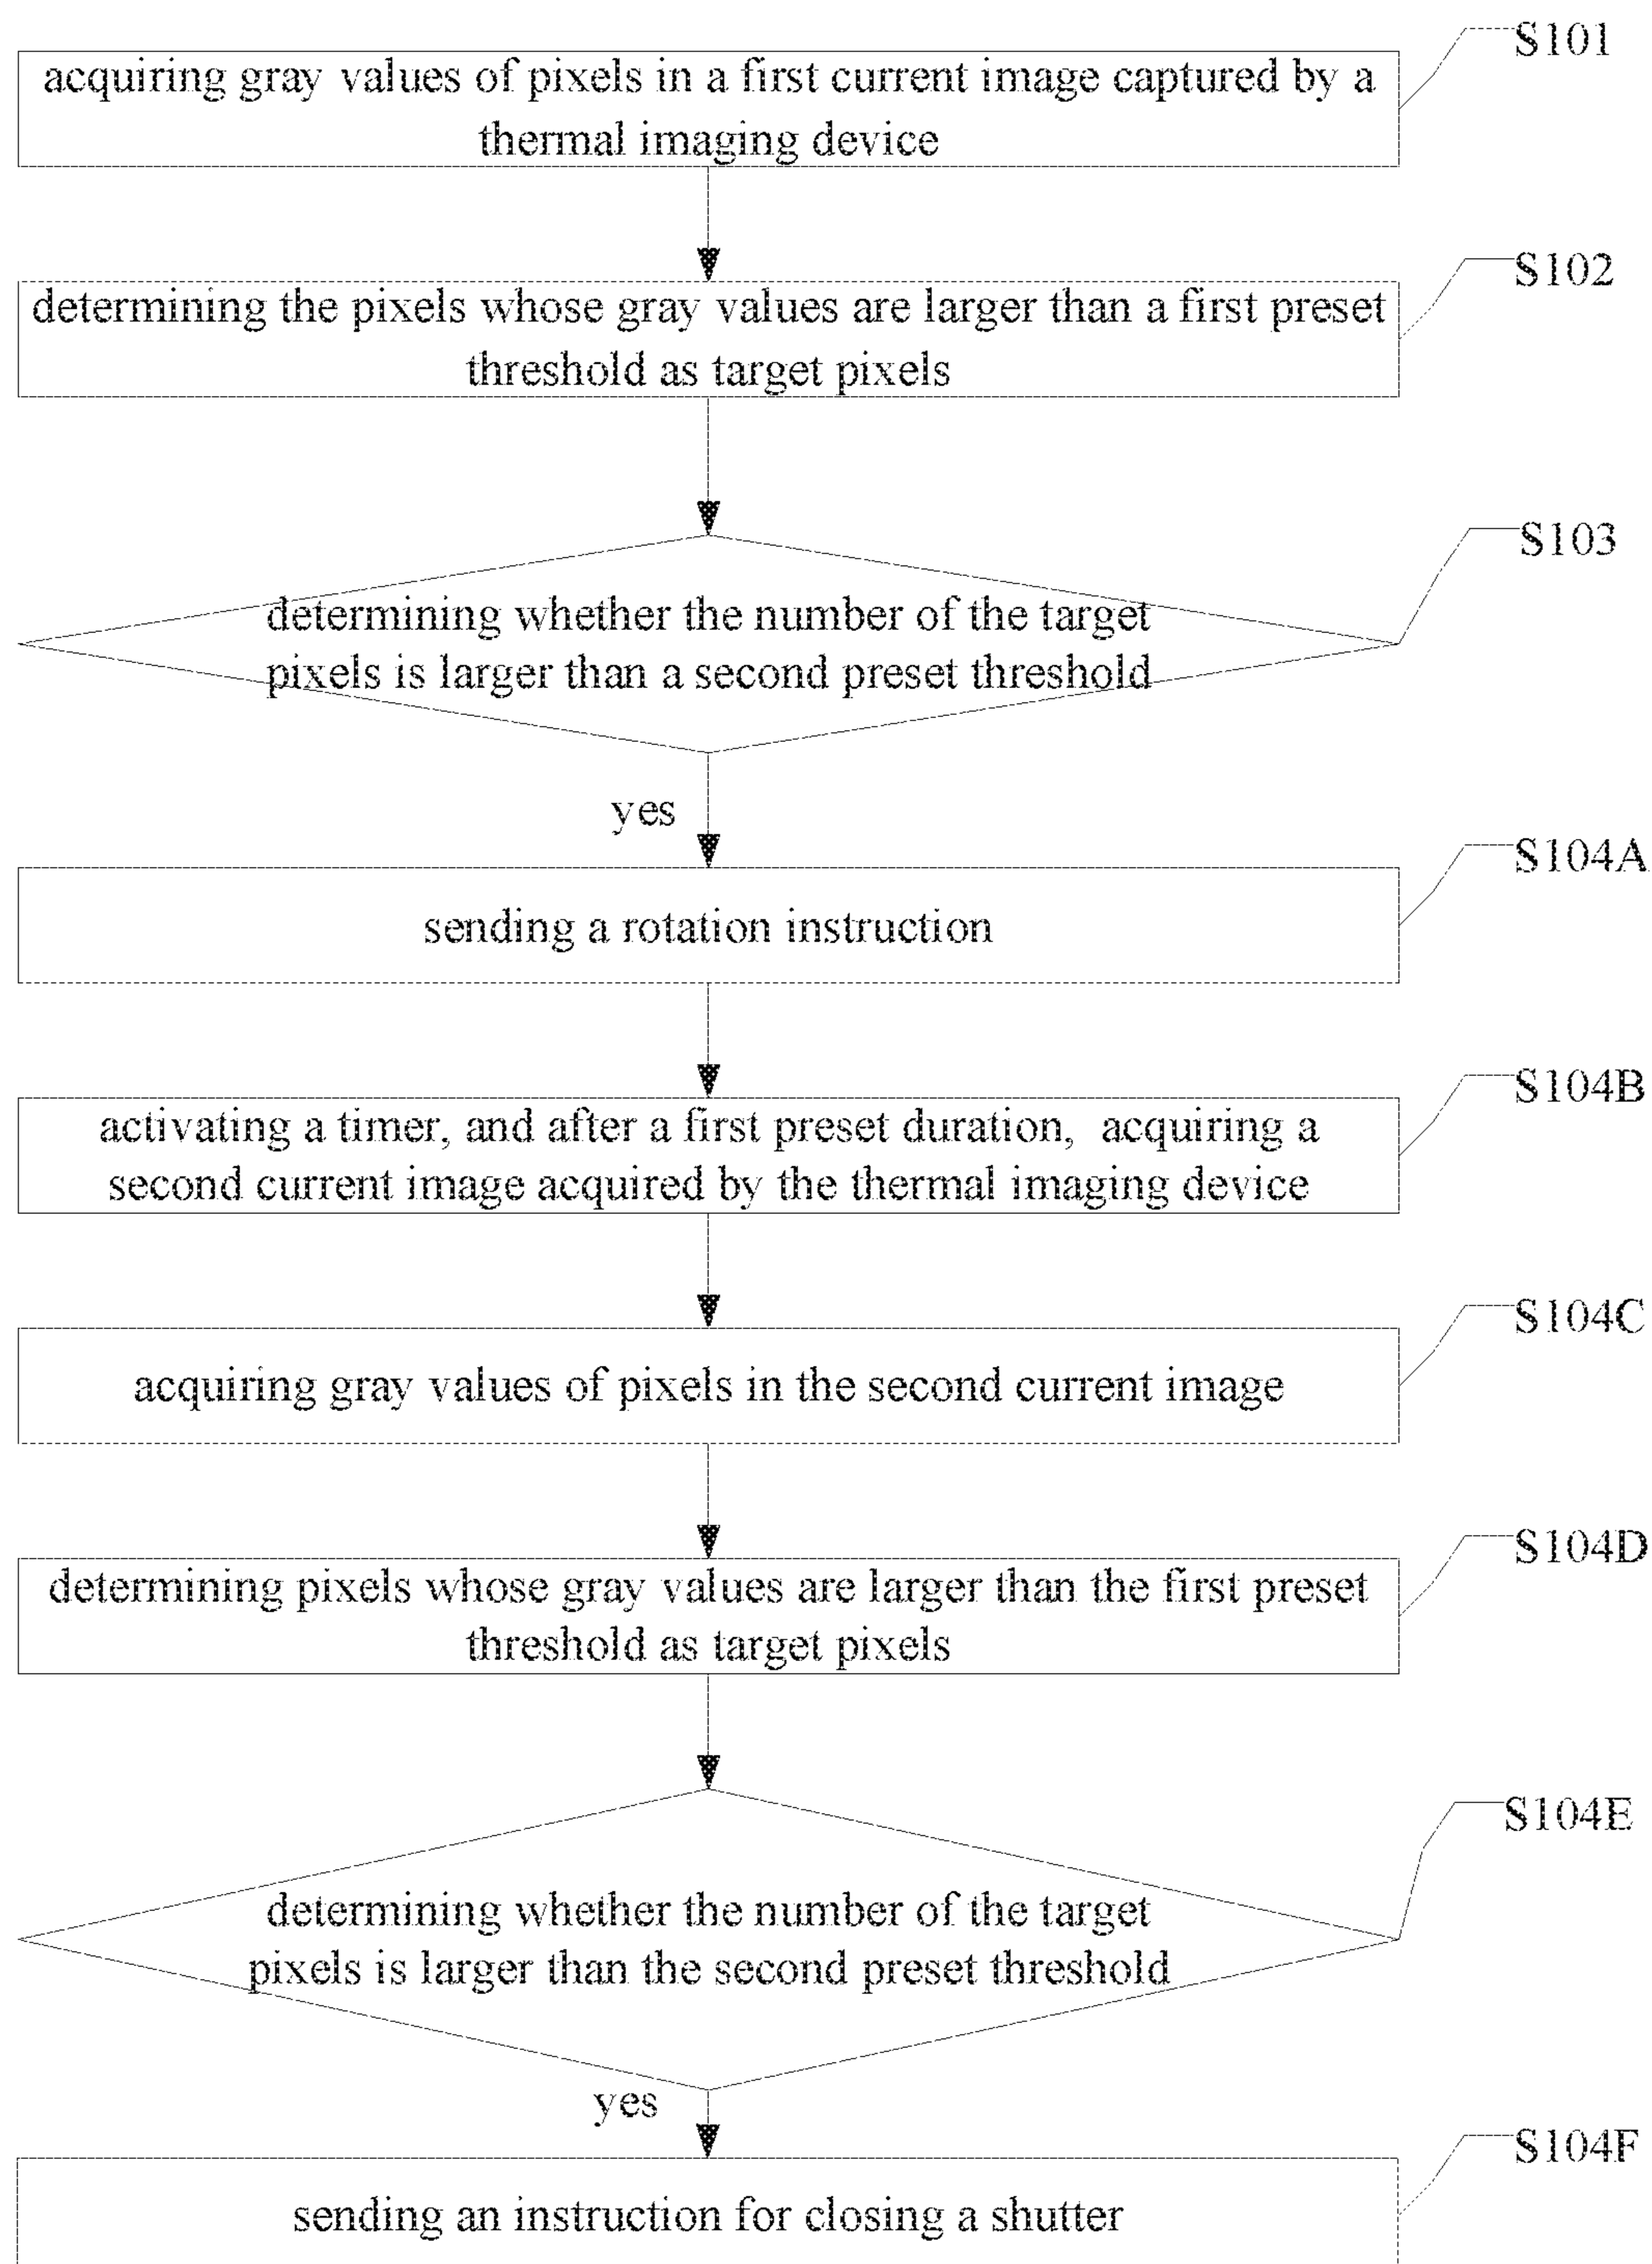 S101
acquiring gray values of pixels in a first current image captured by a
thermal imaging device
S102
determining the pixels whose gray values are larger than a first preset
threshold as target pixels
S103
determining whether the number of the target
pixels is larger than a second preset threshold
yes
S104A
sending a rotation instruction
S104B
activating a timer, and after a first preset duration, acquiring a
second current image acquired by the thermal imaging device
S104C
acquiring gray values of pixels in the second current image
S104D
determining pixels whose gray values are larger than the first preset
threshold as target pixels
S104E
determining whether the number of the target
pixels is larger than the second preset threshold
yes
S104F
sending an instruction for closing a shutter